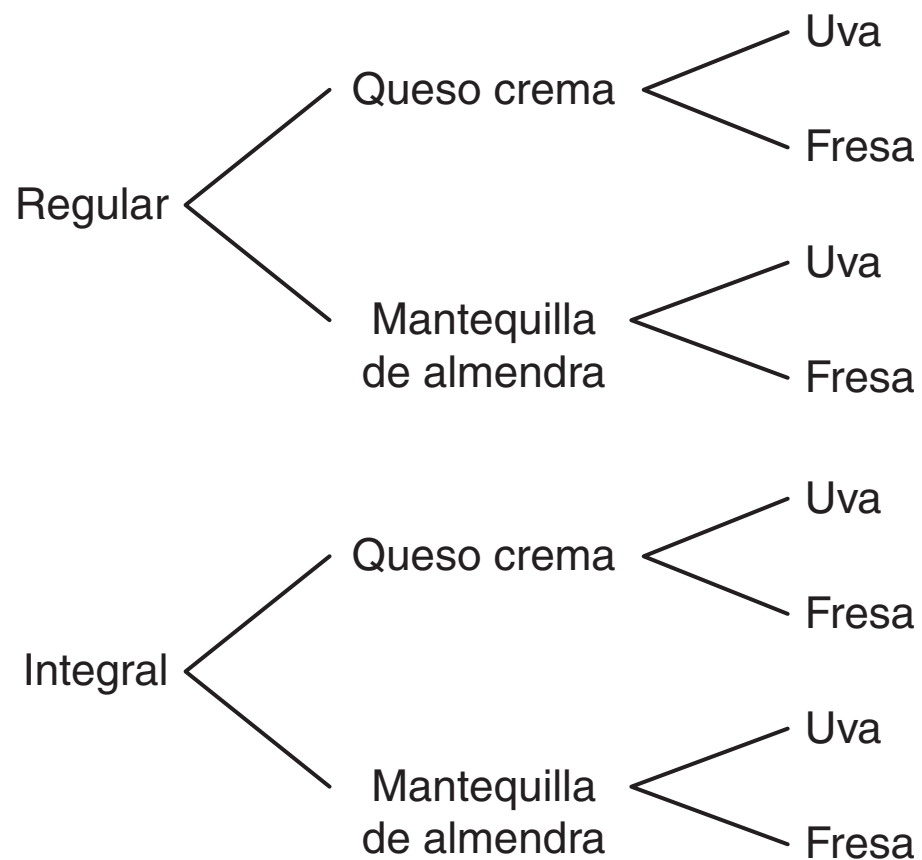 Uva
Queso crema
Fresa
Regular
Uva
Mantequilla
de almendra
Fresa
Uva
Queso crema
Fresa
Integral
Uva
Mantequilla
de almendra
Fresa